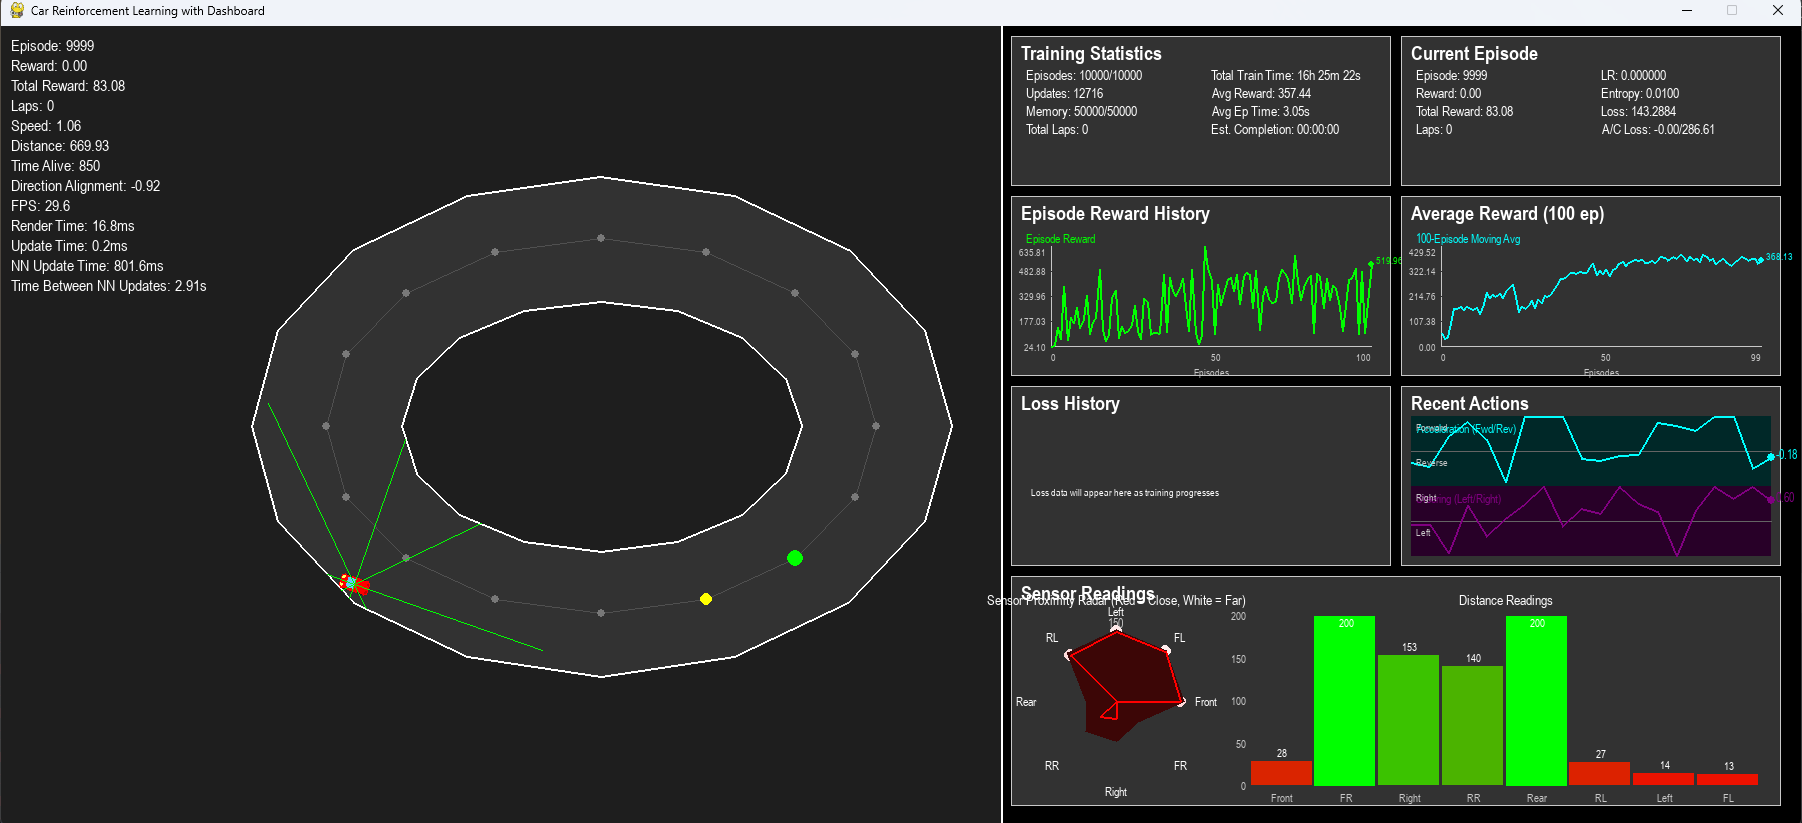 Car Reinforcement Learning with Dashboard
Episode: 9999
Reward: 0.00
Total Reward: 83.08
Laps: 0
Speed: 1.06
Distance: 669.93
Time Alive: 850
Direction Alignment: -0.92
FPS: 29.6
Render Time: 16.8ms
Update Time: 0.2ms
NN Update Time: 801.6ms
Time Between NN Updates: 2.91s
Training Statistics
Episodes: 10000/10000
Updates: 12716
Memory: 50000/50000
Total Laps: 0
Total Train Time: 16h 25m 22s
Avg Reward: 357.44
Avg Ep Time: 3.05s
Est. Completion: 00:00:00
Current Episode
Episode: 9999
Reward: 0.00
Total Reward: 83.08
Laps: 0
LR: 0.000000
Entropy: 0.0100
Loss: 143.2884
A/C Loss: -0.00/286.61
Episode Reward History
Episode Reward
635.81
482.88
329.96
177.03
24.10
519.96
0
50
100
Episodes
Average Reward (100 ep)
100-Episode Moving Avg
429.52
322.14
214.76
107.38
0.00
368.13
0
50
99
Episodes
Loss History
Loss data will appear here as training progresses
Recent Actions
Forward
Acceleration (Fwd/Rev)
Reverse
-0.18
Right
(Left/Right)
Left
Sensor Readings
Sensor Proximity Radar (Red = Close, White = Far)
Left
150
RL
FL
Rear
Front
RR
FR
Right
Distance Readings
200
150
100
50
0
28
200
153
140
200
27
14
13
Front
FR
Right
RR
Rear
RL
Left
FL